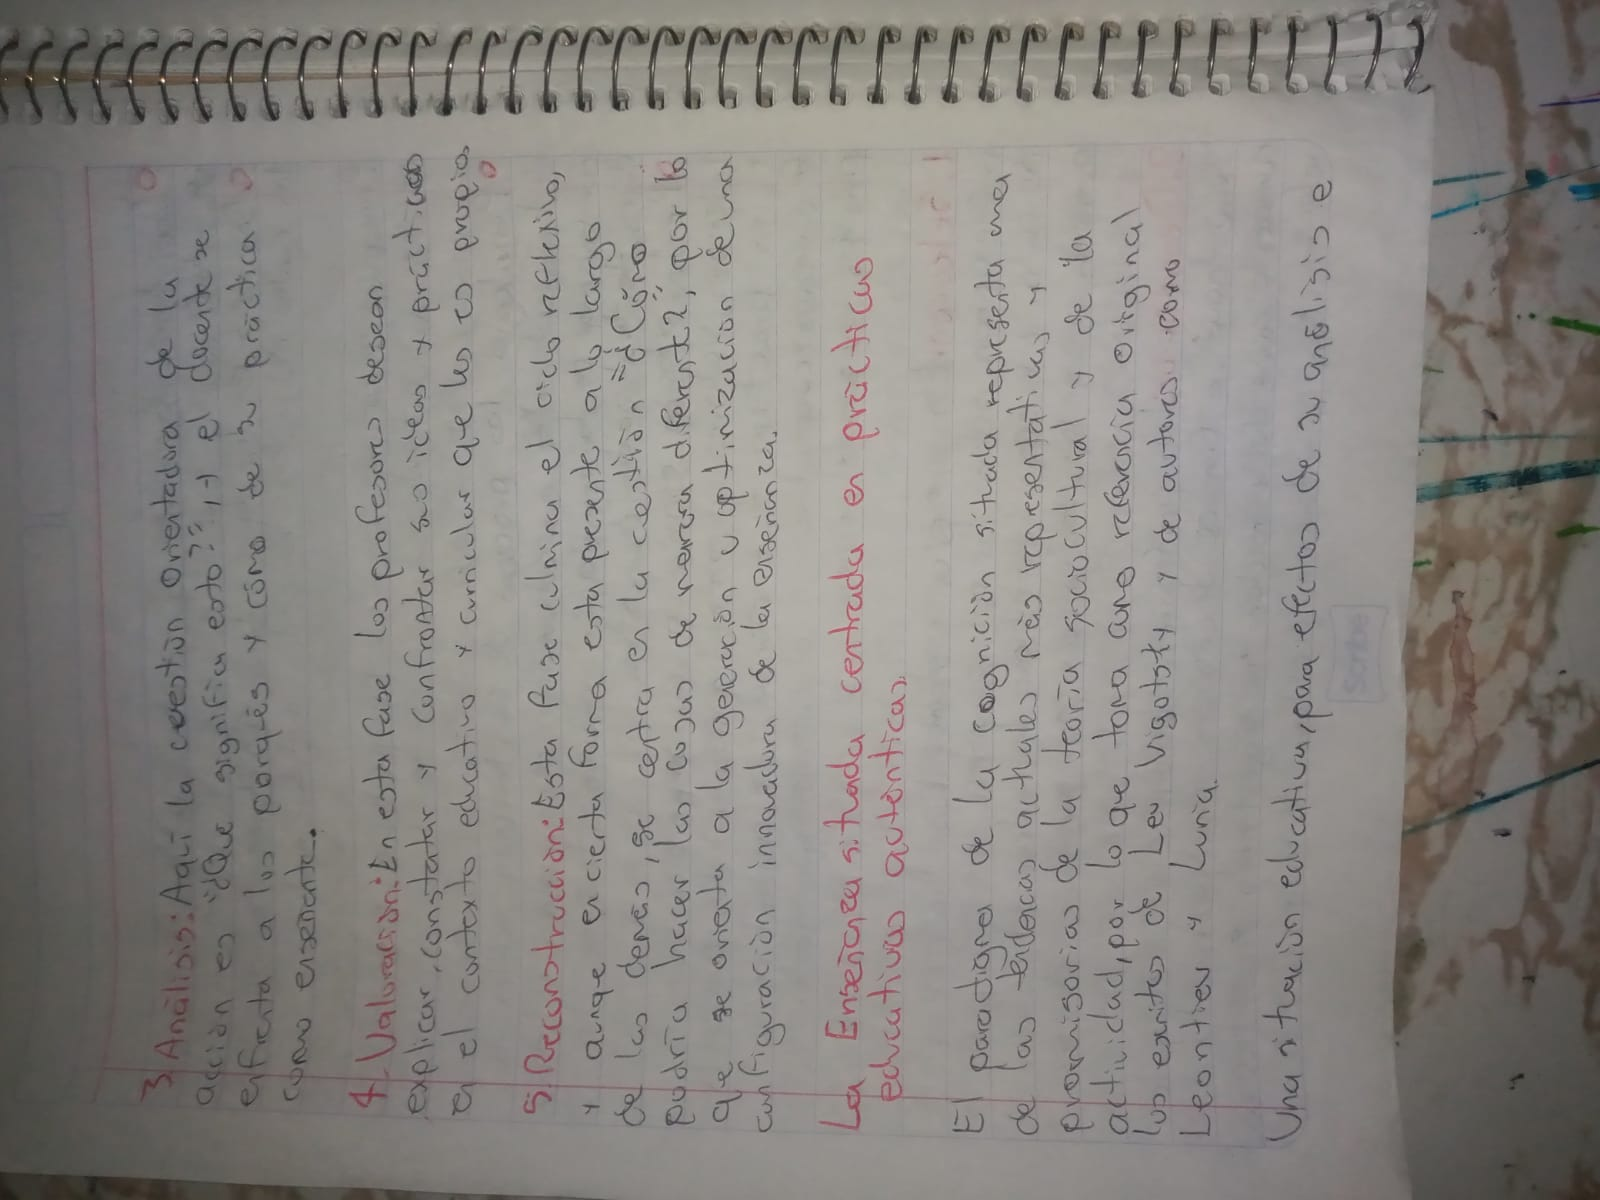 3. Análisis: Aquí la cuestión orientadora de la
acción es "¿Que significa esto?", y el docente se
enfrenta a los porqués y cómo de su práctica
como enseñante.
4. Valoración: En esta fase los profesores desean
explicar, constatar y confrontar sus ideas y prácticas
en el contexto educativo y curricular que les es propio
5. Reconstrucción: Esta fase culmina el ciclo reflexivo,
y aunque en cierta forma esta presente a lo largo
de las demás, se centra en la cuestión "¿Cómo
podría hacer las cosas de manera diferente?", por lo
que se orienta a la generación u optimización de una
configuración innovadora de la enseñanza.
La Enseñanza situada centrada en prácticas
educativas autenticas.
El paradigma de la cognición situada representa una
de las tendencias actuales más representativas y
promisorias de la teoría sociocultural y de la
actividad, por lo que toma como referencia original
los escritos de Lev Vigotsky y de autores como
Leontiev y Luria.
Una situación educativa, para efectos de su análisis e
Scribe